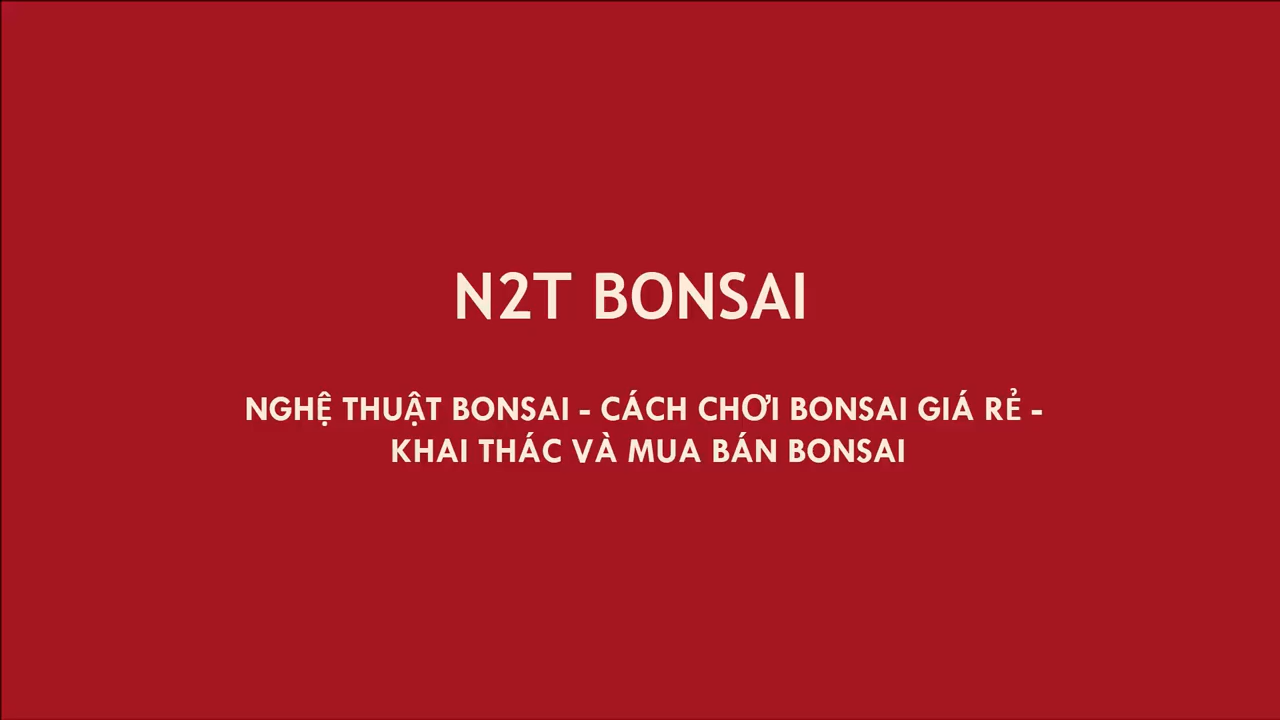 N2T BONSAI
NGHỆ THUẬT BONSAI - CÁCH CHƠI BONSAI GIÁ RẺ -
KHAI THÁC VÀ MUA BÁN BONSAI